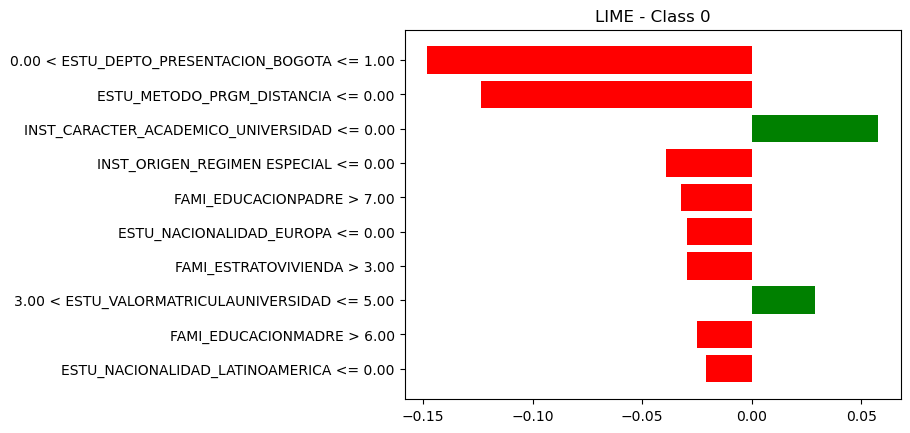 LIME - Class 0
0.00 < ESTU_DEPTO_PRESENTACION_BOGOTA <= 1.00
ESTU_METODO_PRGM_DISTANCIA <= 0.00
INST_CARACTER_ACADEMICO_UNIVERSIDAD <= 0.00
INST_ORIGEN_REGIMEN ESPECIAL <= 0.00
FAMI_EDUCACIONPADRE > 7.00
ESTU_NACIONALIDAD_EUROPA <= 0.00
FAMI_ESTRATOVIVIENDA > 3.00
3.00 < ESTU_VALORMATRICULAUNIVERSIDAD <= 5.00
FAMI_EDUCACIONMADRE > 6.00
ESTU_NACIONALIDAD_LATINOAMERICA <= 0.00
−0.15 −0.10 −0.05 0.00 0.05